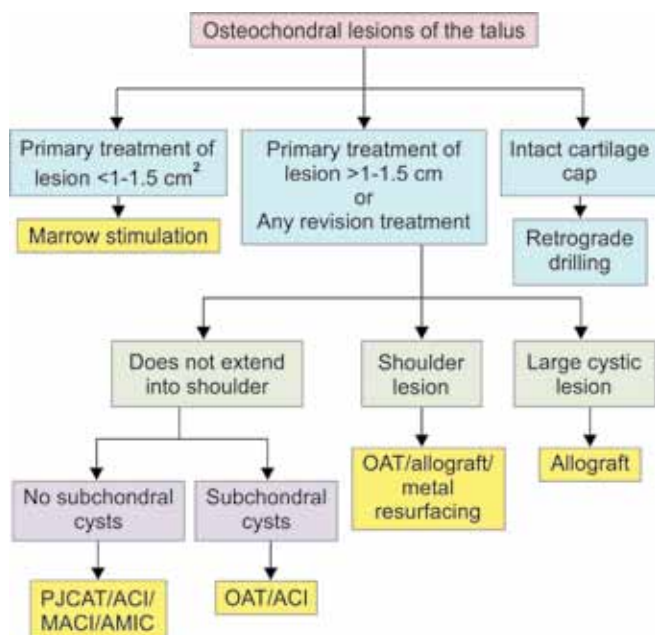 Osteochondral lesions of the talus
Primary treatment of
lesion <1-1.5 cm²
Marrow stimulation
Primary treatment of
lesion >1-1.5 cm
or
Any revision treatment
Intact cartilage
cap
Retrograde
drilling
Does not extend
into shoulder
Shoulder
lesion
Large cystic
lesion
OAT/allograft/
metal
resurfacing
Allograft
No subchondral
cysts
Subchondral
cysts
PJCAT/ACI/
MACI/AMIC
OAT/ACI